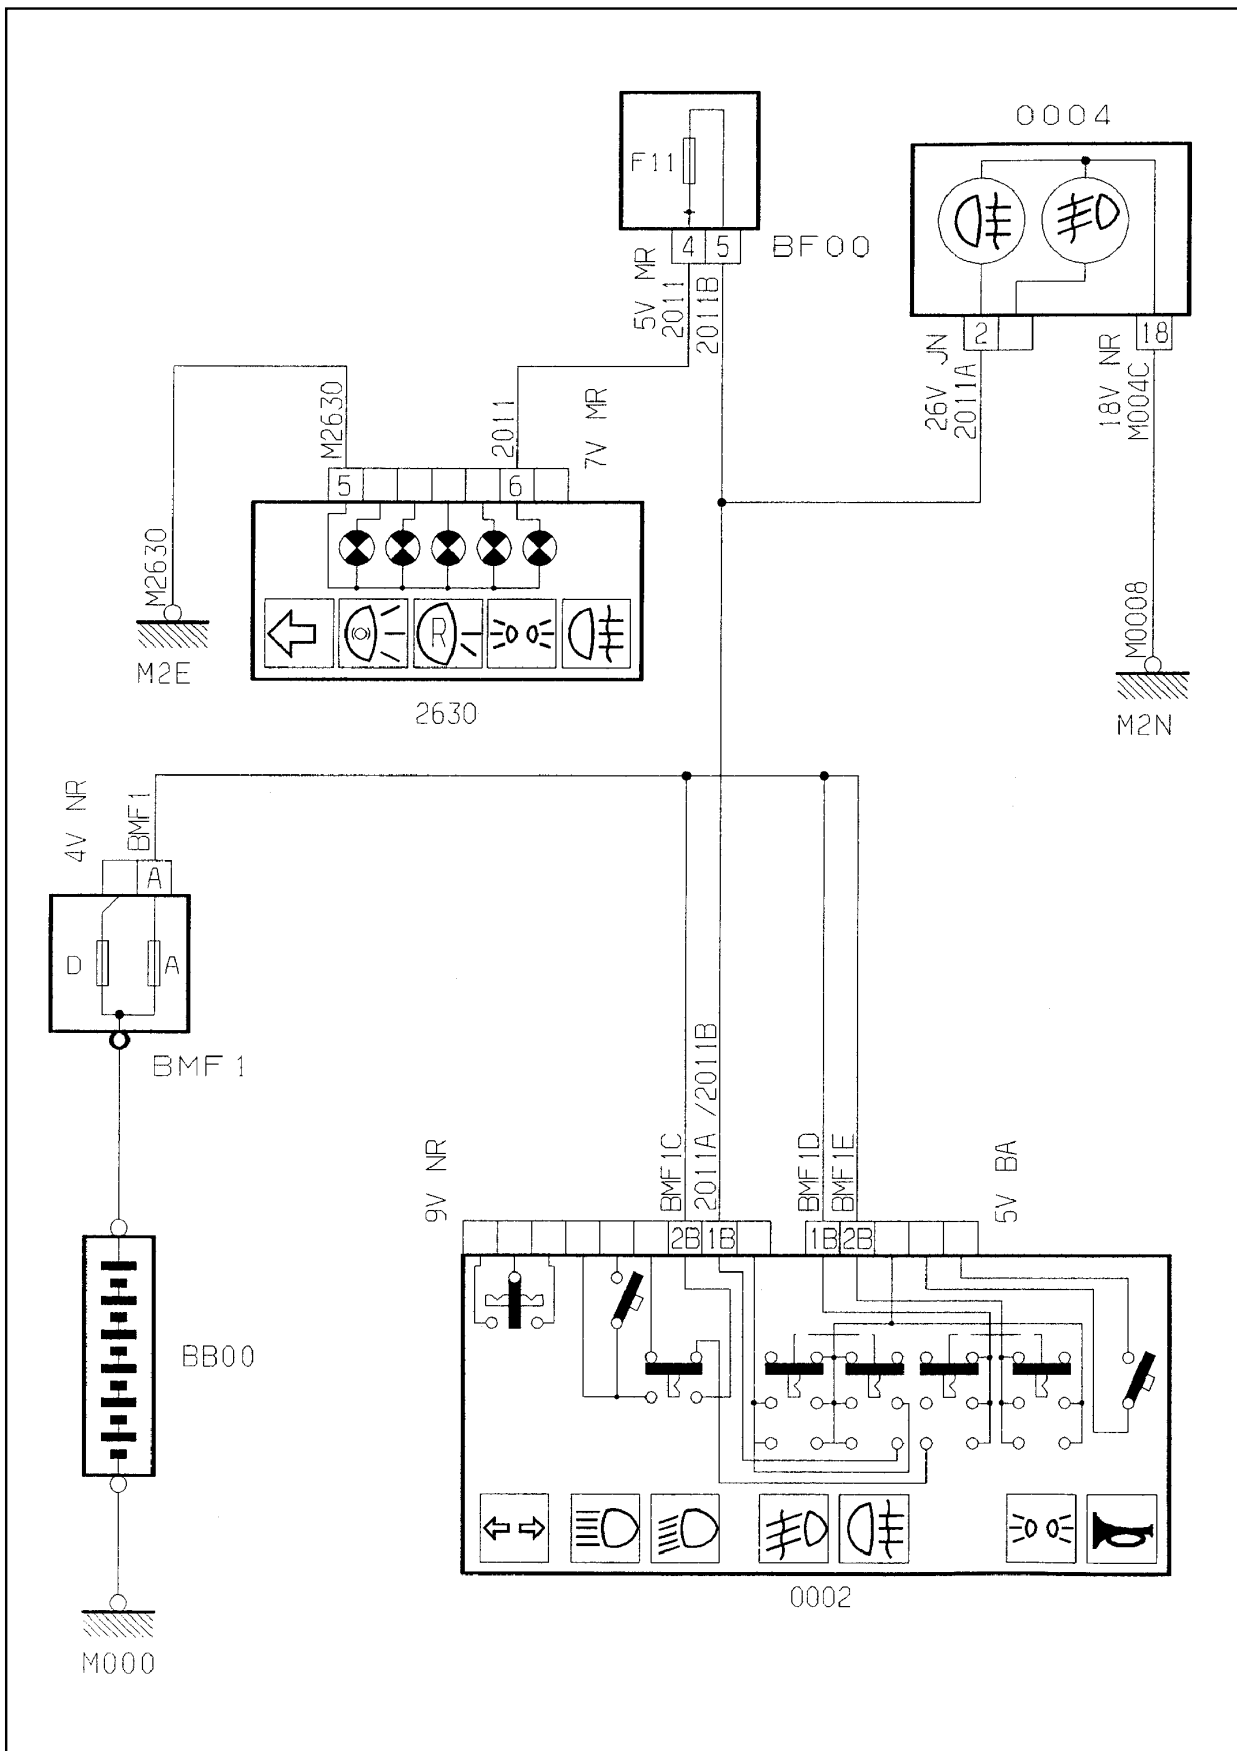 0004
F11
4 5
BF00
5V MR
2011
2011B
2 18
26V JN
2011A
18V NR
M004C
M2630
2011
7V MR
5 6
M2630
M2E
R
2630
M0008
M2N
4V NR
BMF1
A
D A
BMF1
9V NR
BMF1C
2011A /2011B
BMF1D
BMF1E
5V BA
2B 1B 1B 2B
BB00
0002
M000